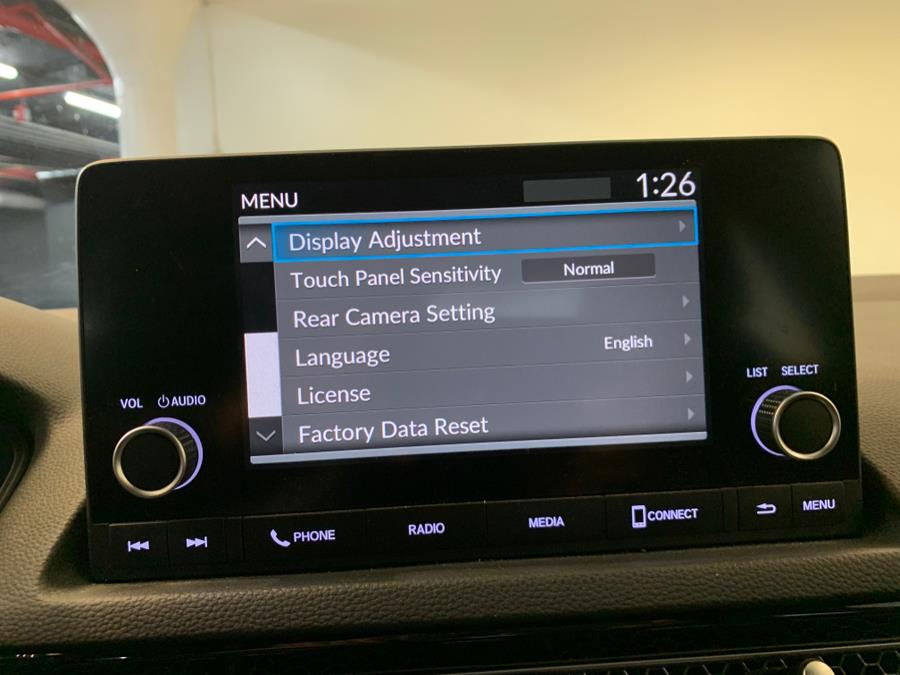 MENU 1:26
Display Adjustment
Touch Panel Sensitivity Normal
Rear Camera Setting
Language English
License
Factory Data Reset
VOL AUDIO
LIST SELECT
PHONE RADIO MEDIA CONNECT MENU